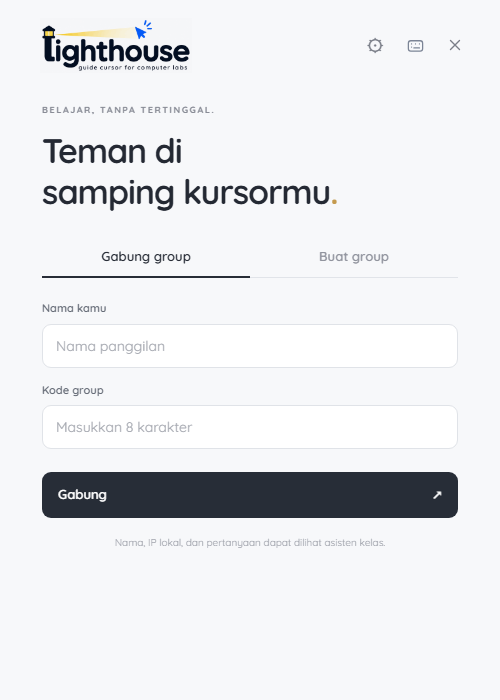 lighthouse
guide cursor for computer labs
BELAJAR, TANPA TERTINGGAL.
Teman di
samping kursormu.
Gabung group
Buat group
Nama kamu
Nama panggilan
Kode group
Masukkan 8 karakter
Gabung
Nama, IP lokal, dan pertanyaan dapat dilihat asisten kelas.